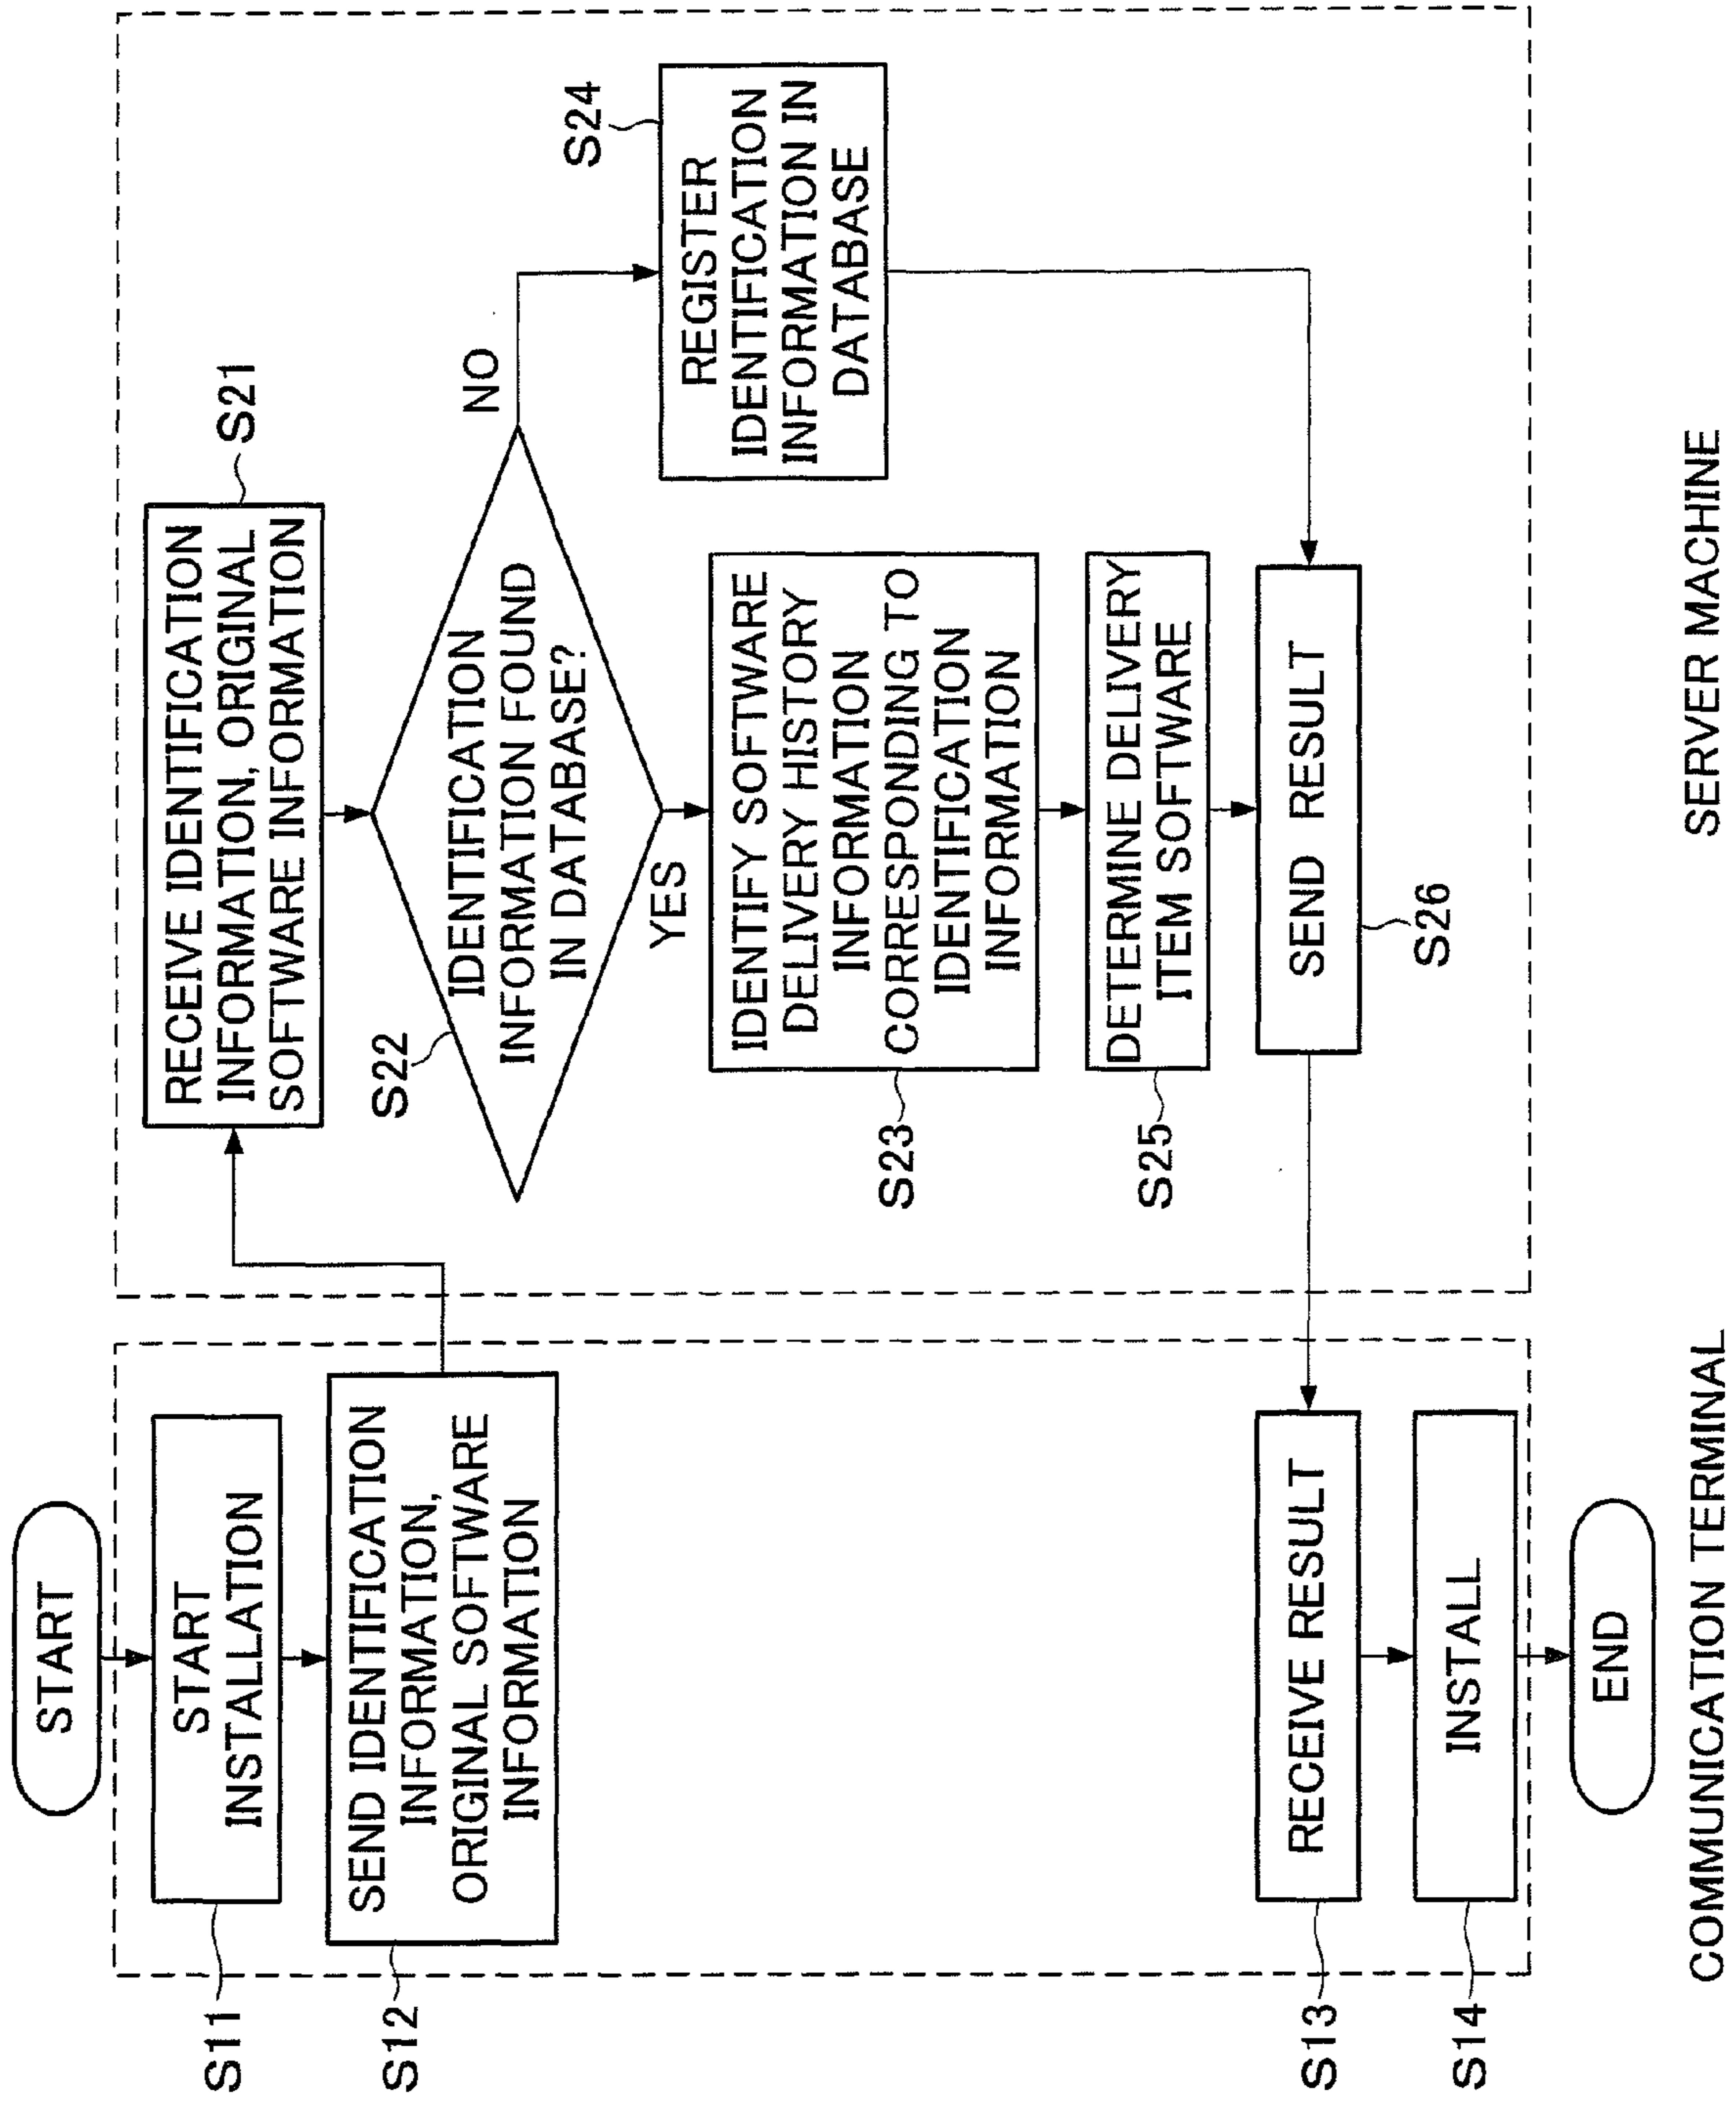 START
S11
START
INSTALLATION
S12
SEND IDENTIFICATION
INFORMATION,
ORIGINAL SOFTWARE
INFORMATION
S13
RECEIVE RESULT
S14
INSTALL
END
COMMUNICATION TERMINAL
S21
RECEIVE IDENTIFICATION
INFORMATION, ORIGINAL
SOFTWARE INFORMATION
S22
IDENTIFICATION
INFORMATION FOUND
IN DATABASE?
NO
YES
S24
REGISTER
IDENTIFICATION
INFORMATION IN
DATABASE
S23
IDENTIFY SOFTWARE
DELIVERY HISTORY
INFORMATION
CORRESPONDING TO
IDENTIFICATION
INFORMATION
S25
DETERMINE DELIVERY
ITEM SOFTWARE
SEND RESULT
S26
SERVER MACHINE